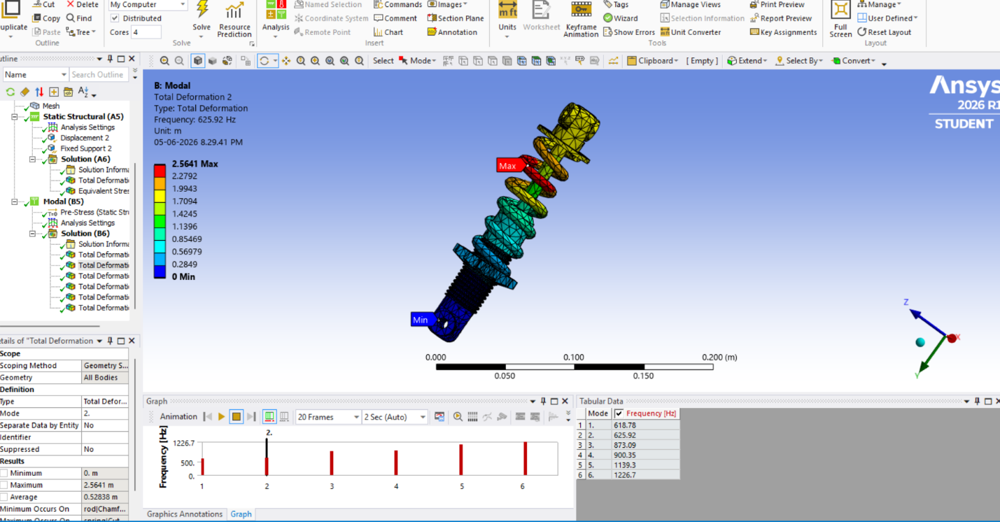 Cut
Delete
My Computer
Named Selection
Commands
Images
Tags
Manage Views
Print Preview
Manage
Copy
Find
Distributed
Coordinate System
Comment
Section Plane
Wizard
Selection Information
Report Preview
User Defined
uplicate
Paste
Tree
Cores 4
Solve
Resource
Prediction
Analysis
Remote Point
Chart
Annotation
Units
Worksheet
Keyframe
Animation
Show Errors
Unit Converter
Key Assignments
Full
Screen
Reset Layout
Outline
Solve
Insert
Tools
Layout
utline
Name
Search Outline
Select
Mode
Clipboard
[ Empty ]
Extend
Select By
Convert
Mesh
Static Structural (A5)
Analysis Settings
Displacement 2
Fixed Support 2
Solution (A6)
Solution Informa
Total Deformati
Equivalent Stres
Modal (B5)
Pre-Stress (Static Stru
T=0
Analysis Settings
Solution (B6)
Solution Informa
Total Deformati
Total Deformati
Total Deformati
Total Deformati
Total Deformati
Total Deformati
B: Modal
Total Deformation 2
Type: Total Deformation
Frequency: 625.92 Hz
Unit: m
05-06-2026 8.29.41 PM
2.5641 Max
2.2792
1.9943
1.7094
1.4245
1.1396
0.85469
0.56979
0.2849
0 Min
Max
Min
Ansys
2026 R1
STUDENT
0.000
0.100
0.200 (m)
0.050
0.150
Z
X
Y
etails of "Total Deformation
Scope
Scoping Method
Geometry S...
Geometry
All Bodies
Definition
Type
Total Defor...
Mode
2.
Separate Data by Entity
No
Identifier
Suppressed
No
Results
Minimum
0. m
Maximum
2.5641 m
Average
0.52838 m
Minimum Occurs On
rod|Chamf...
Maximum Occurs On
spring|Cut...
Graph
Animation
20 Frames
2 Sec (Auto)
Frequency [Hz]
2.
1226.7
500.
0.
1
2
3
4
5
6
Graphics Annotations
Graph
Tabular Data
Mode
Frequency [Hz]
1 1. 618.78
2 2. 625.92
3 3. 873.09
4 4. 900.35
5 5. 1139.3
6 6. 1226.7